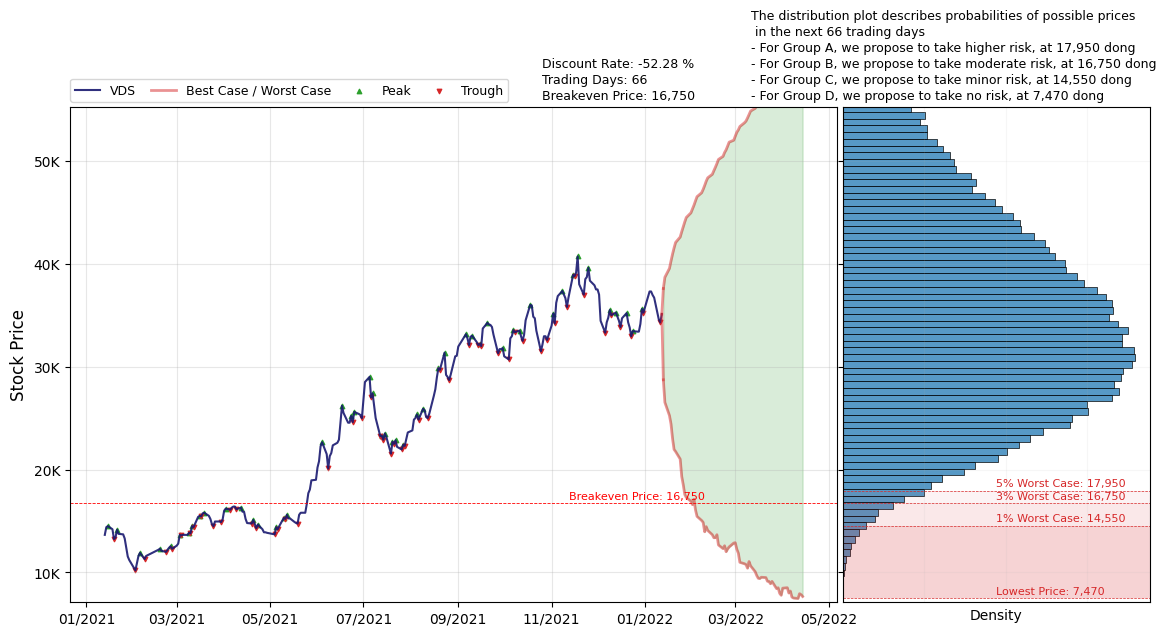 The distribution plot describes probabilities of possible prices
in the next 66 trading days
- For Group A, we propose to take higher risk, at 17,950 dong
- For Group B, we propose to take moderate risk, at 16,750 dong
- For Group C, we propose to take minor risk, at 14,550 dong
- For Group D, we propose to take no risk, at 7,470 dong
Discount Rate: -52.28 %
Trading Days: 66
Breakeven Price: 16,750
VDS
Best Case / Worst Case
Peak
Trough
Stock Price
50K
40K
30K
20K
10K
Breakeven Price: 16,750
5% Worst Case: 17,950
3% Worst Case: 16,750
1% Worst Case: 14,550
Lowest Price: 7,470
01/2021
03/2021
05/2021
07/2021
09/2021
11/2021
01/2022
03/2022
05/2022
Density